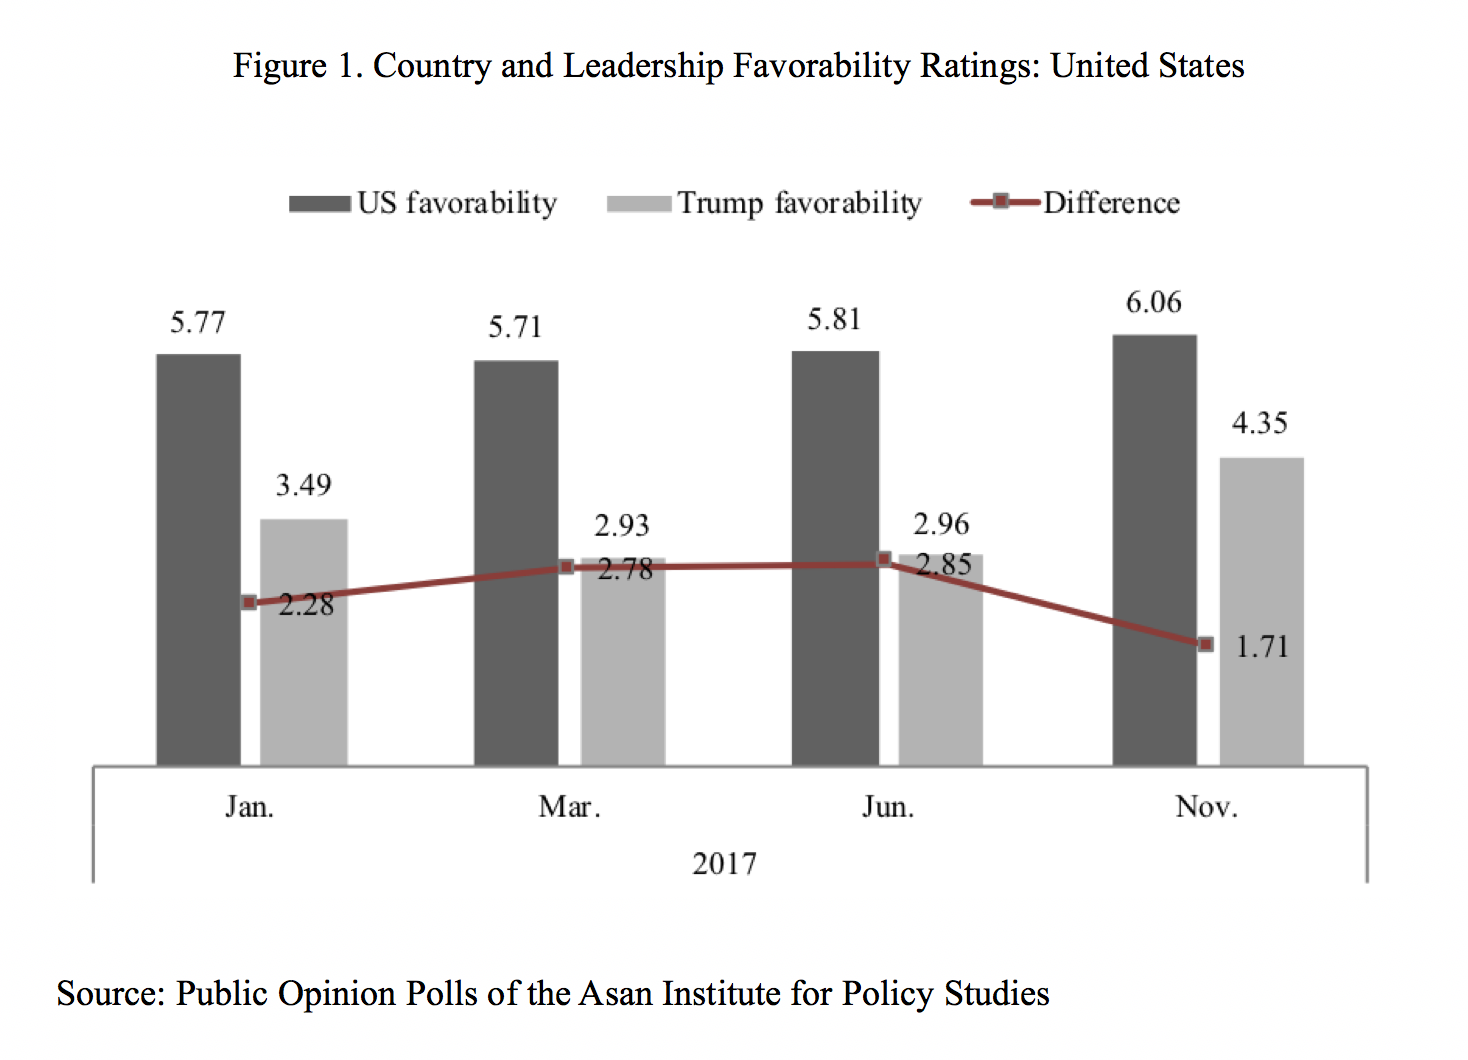 Figure 1. Country and Leadership Favorability Ratings: United States
US favorability Trump favorability Difference
5.77 5.71 5.81 6.06
3.49 2.93 2.96 4.35
2.28 2.78 2.85 1.71
Jan. Mar. Jun. Nov.
2017
Source: Public Opinion Polls of the Asan Institute for Policy Studies